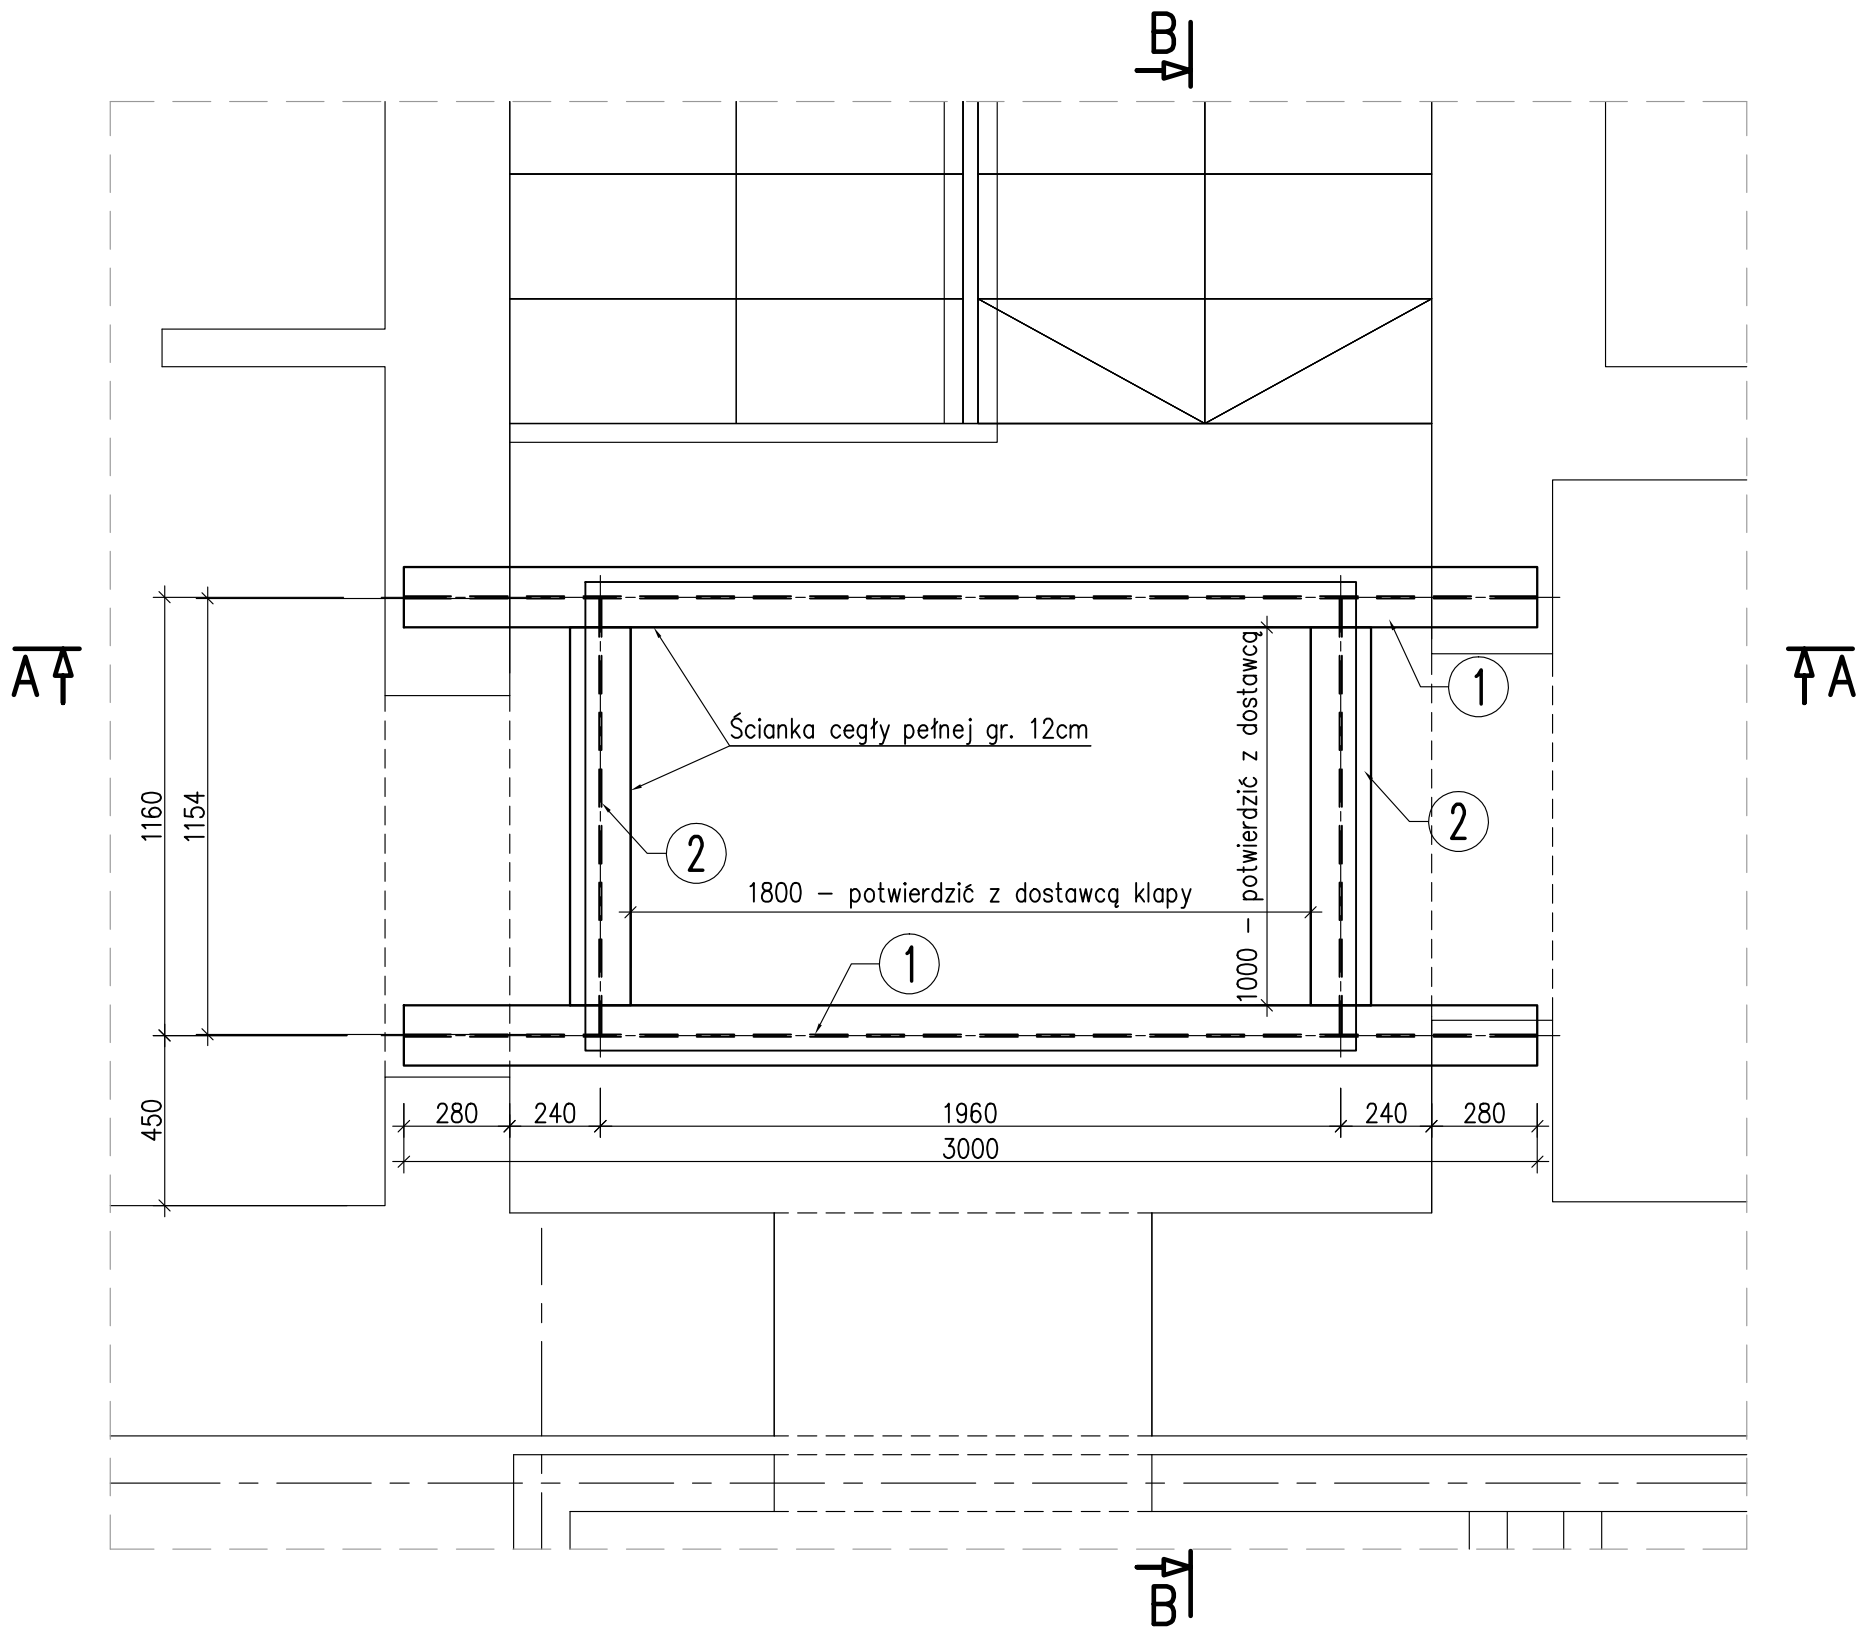 B
A
A
1
Ścianka cegły pełnej gr. 12cm
1000 – potwierdzić z dostawcą
1160
1154
2
2
1800 – potwierdzić z dostawcą klapy
1
450
280
240
1960
240
280
3000
B